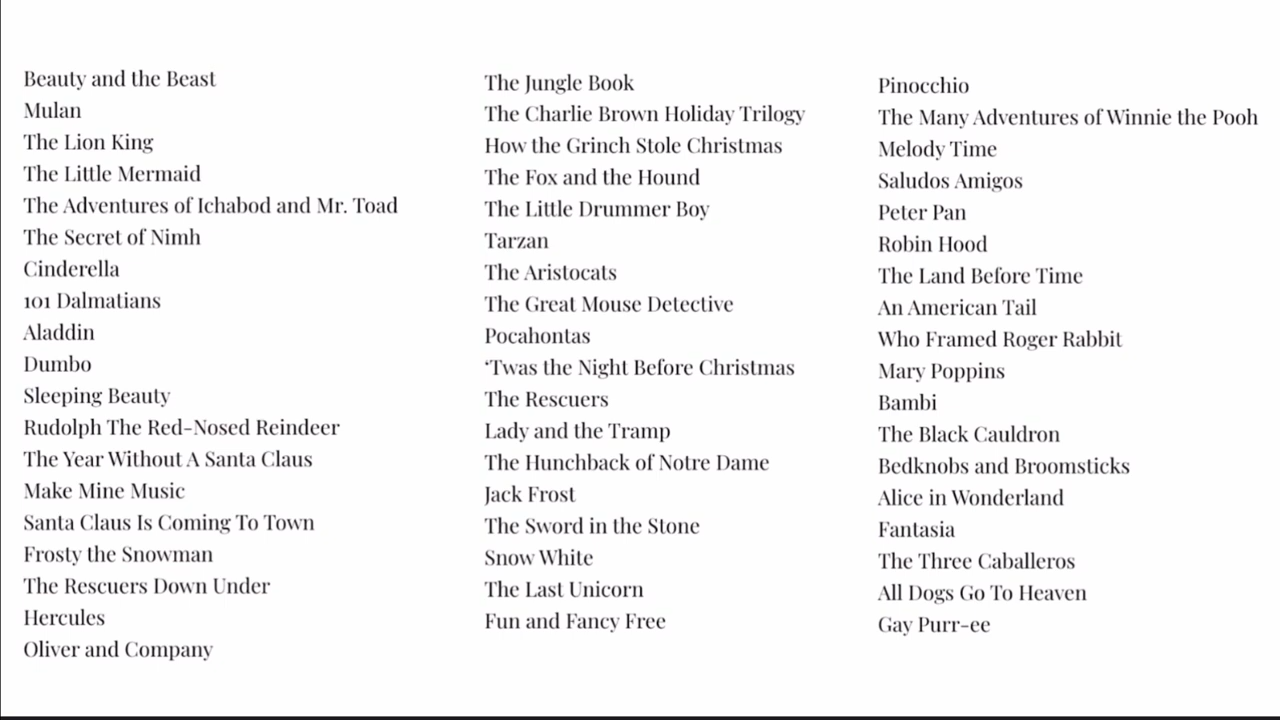 Beauty and the Beast
Mulan
The Lion King
The Little Mermaid
The Adventures of Ichabod and Mr. Toad
The Secret of Nimh
Cinderella
101 Dalmatians
Aladdin
Dumbo
Sleeping Beauty
Rudolph The Red-Nosed Reindeer
The Year Without A Santa Claus
Make Mine Music
Santa Claus Is Coming To Town
Frosty the Snowman
The Rescuers Down Under
Hercules
Oliver and Company
The Jungle Book
The Charlie Brown Holiday Trilogy
How the Grinch Stole Christmas
The Fox and the Hound
The Little Drummer Boy
Tarzan
The Aristocats
The Great Mouse Detective
Pocahontas
‘Twas the Night Before Christmas
The Rescuers
Lady and the Tramp
The Hunchback of Notre Dame
Jack Frost
The Sword in the Stone
Snow White
The Last Unicorn
Fun and Fancy Free
Pinocchio
The Many Adventures of Winnie the Pooh
Melody Time
Saludos Amigos
Peter Pan
Robin Hood
The Land Before Time
An American Tail
Who Framed Roger Rabbit
Mary Poppins
Bambi
The Black Cauldron
Bedknobs and Broomsticks
Alice in Wonderland
Fantasia
The Three Caballeros
All Dogs Go To Heaven
Gay Purr-ee